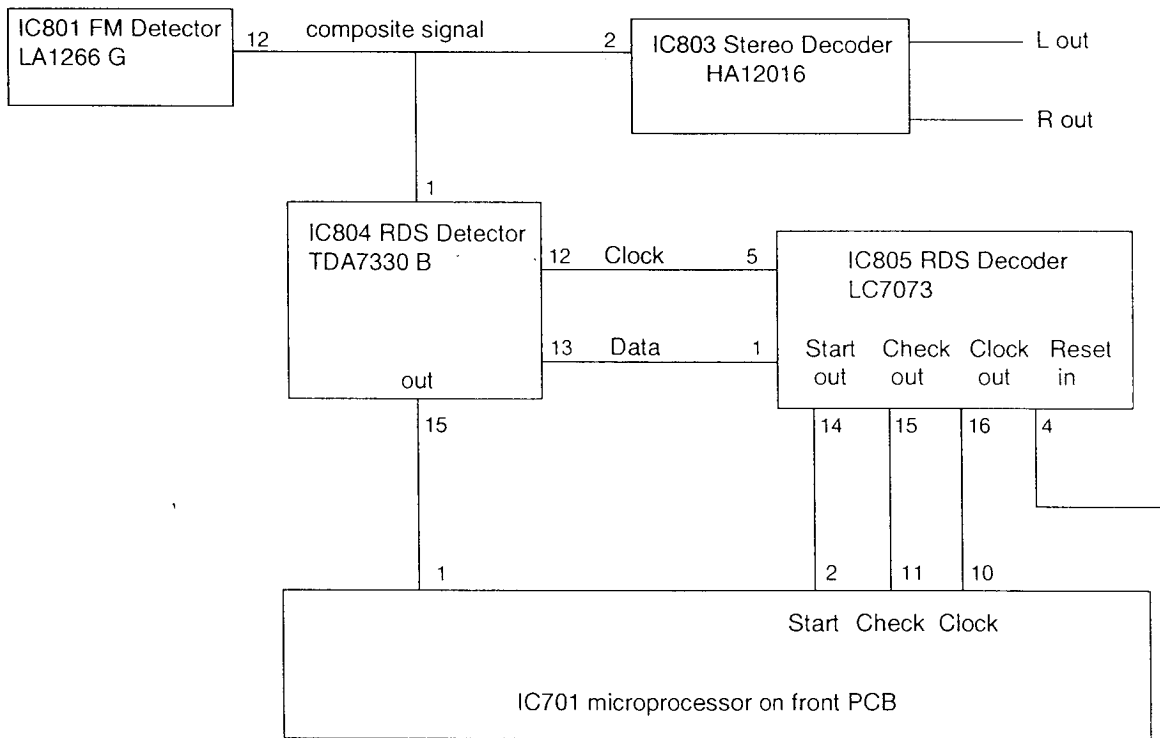 IC801 FM Detector
LA1266 G
12
composite signal
2
IC803 Stereo Decoder
HA12016
L out
R out
1
IC804 RDS Detector
TDA7330 B
12
Clock
5
IC805 RDS Decoder
LC7073
13
Data
1
Start
out
Check
out
Clock
out
Reset
in
out
15
14
15
16
4
1
2
11
10
Start Check Clock
IC701 microprocessor on front PCB